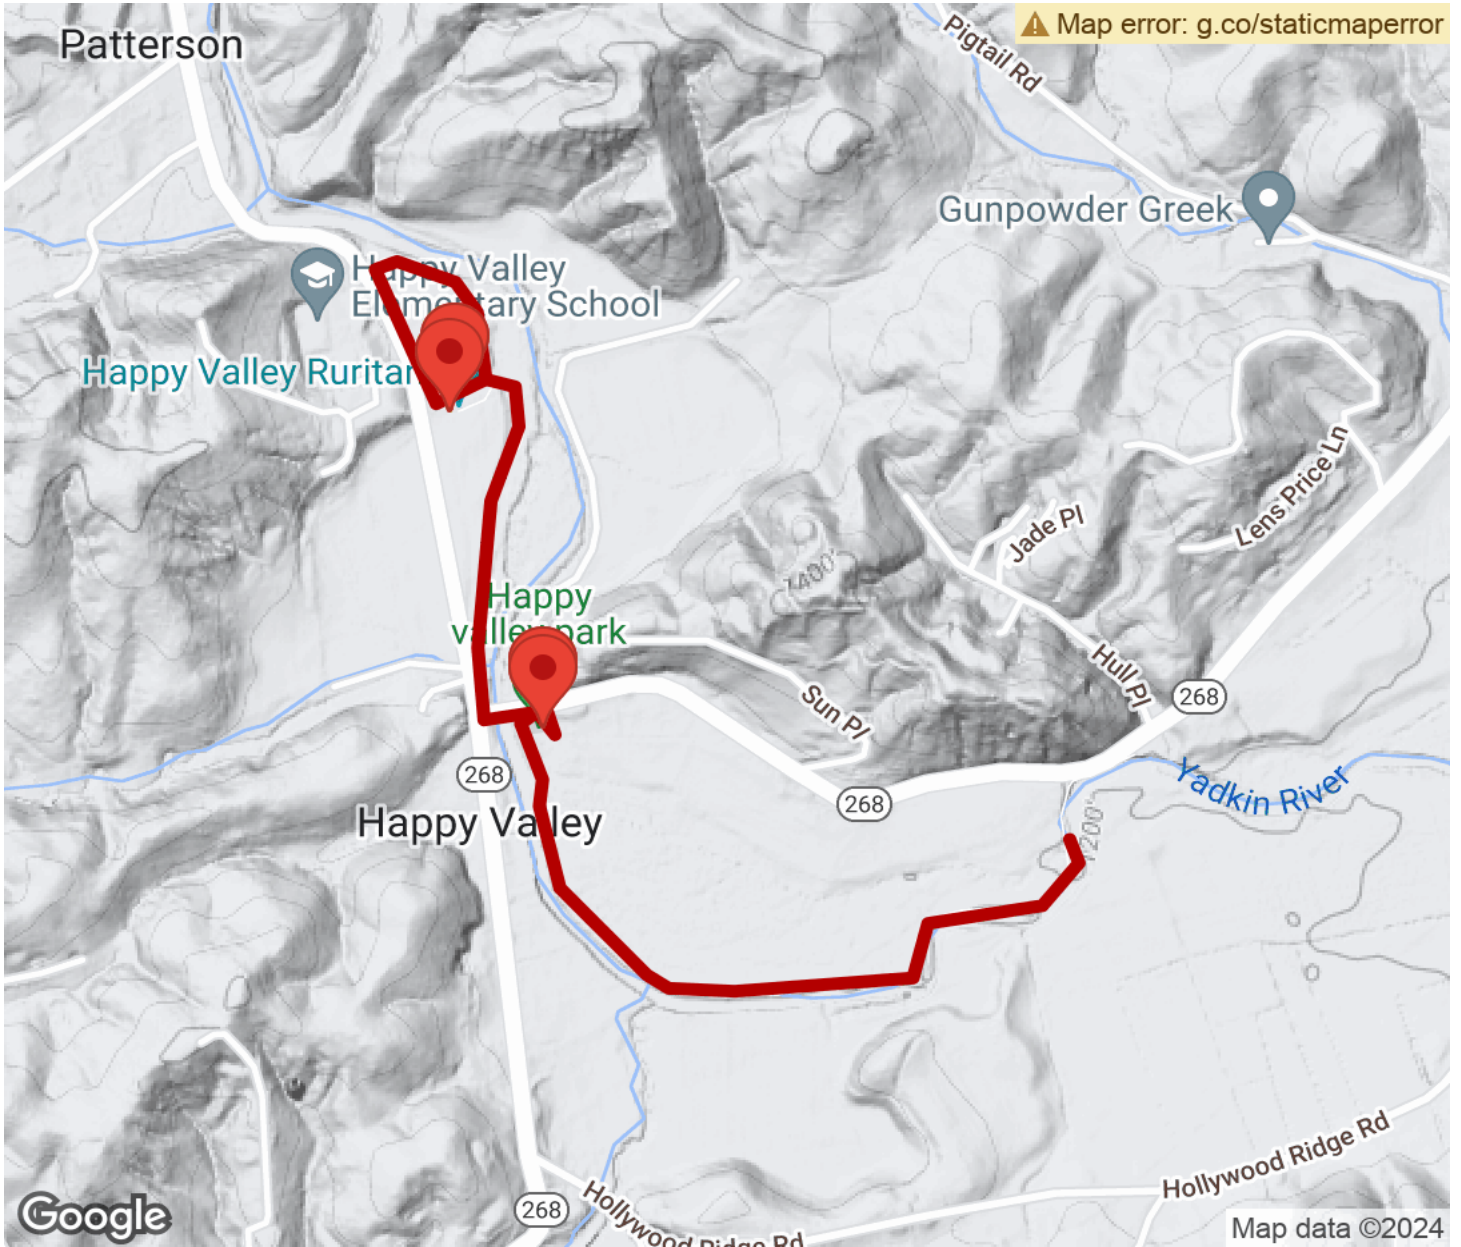 Patterson
Map error: g.co/staticmaperror
Pigtail Rd
Gunpowder Greek
Happy Valley
Elementary School
Happy Valley Ruritan
Lens Price Ln
Jade Pl
1400'
Happy
valley park
Hull Pl
Sun Pl
268
268
268
Yadkin River
Happy Valley
1200'
Hollywood Ridge Rd
Hollywood Ridge Rd
268
Google
Map data ©2024